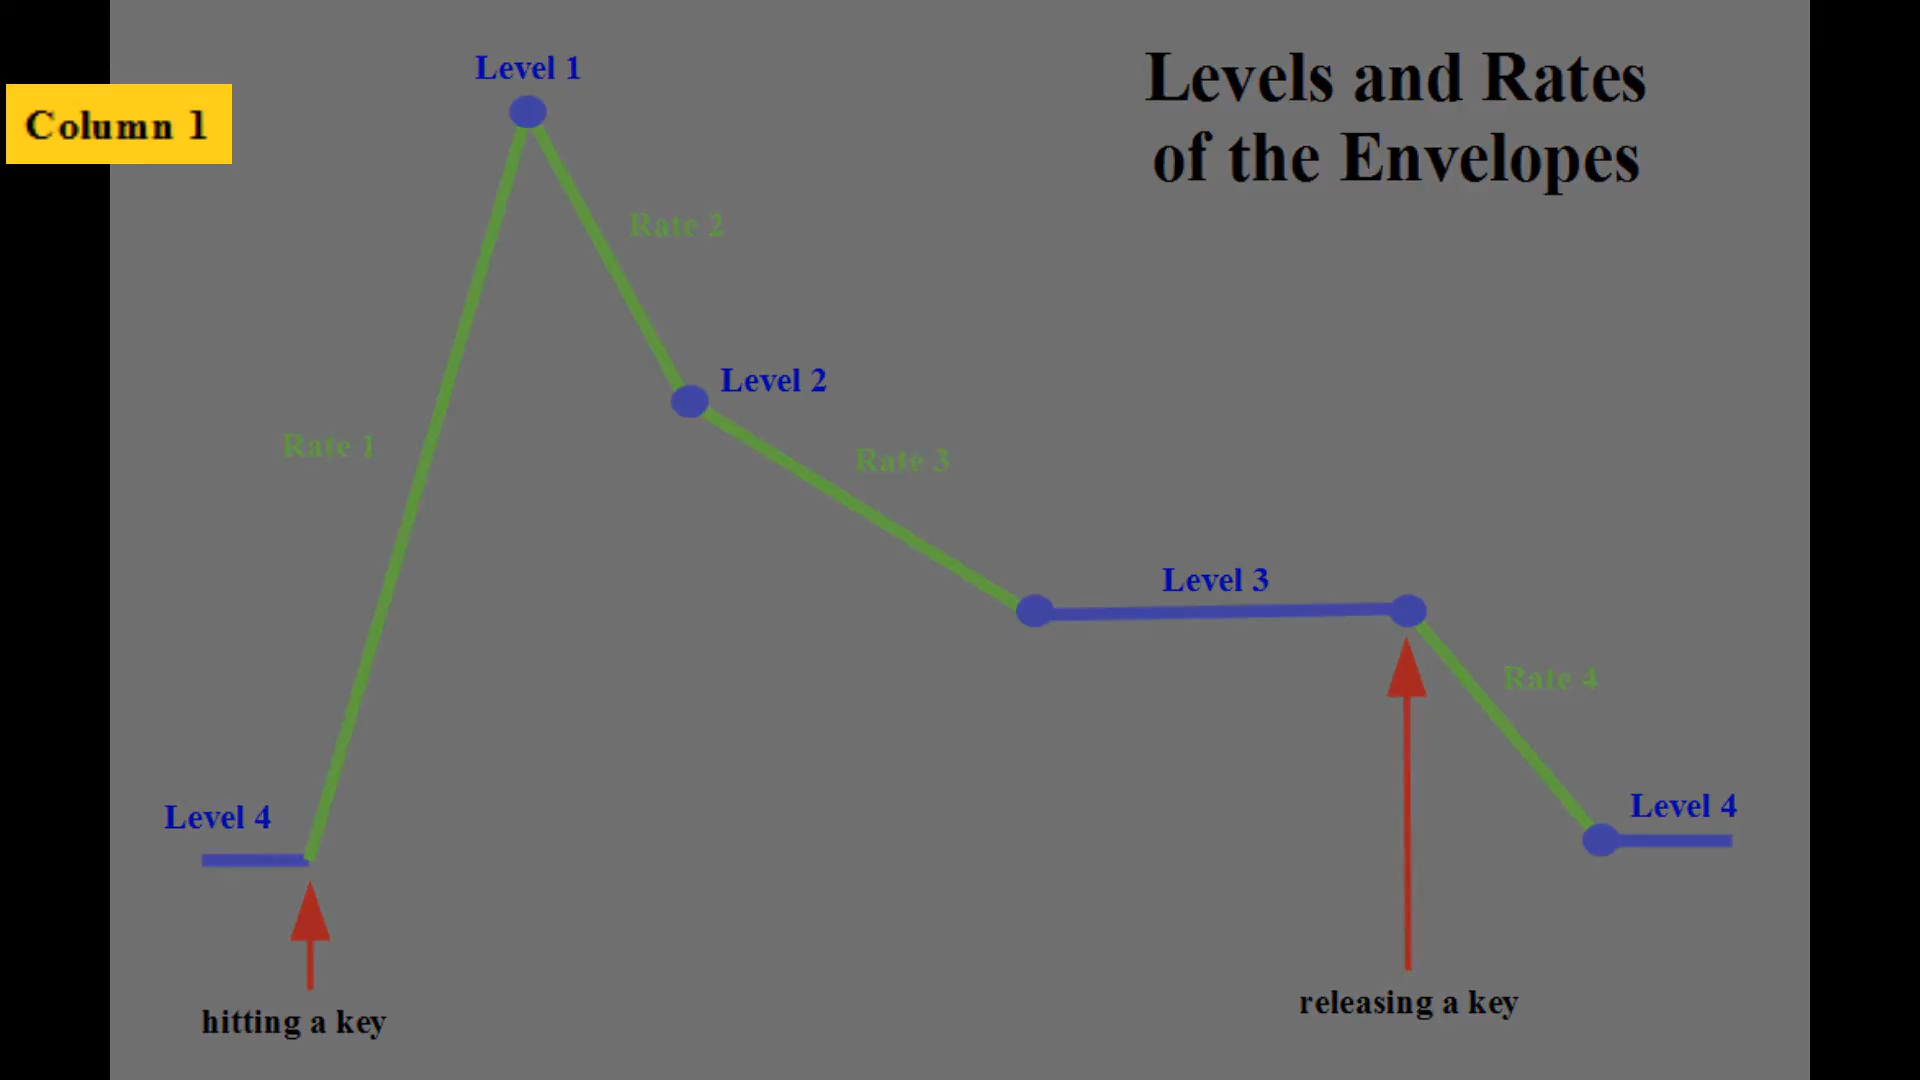 Levels and Rates
of the Envelopes
Column 1
Level 1
Rate 2
Level 2
Rate 1
Rate 3
Level 3
Rate 4
Level 4
Level 4
hitting a key
releasing a key